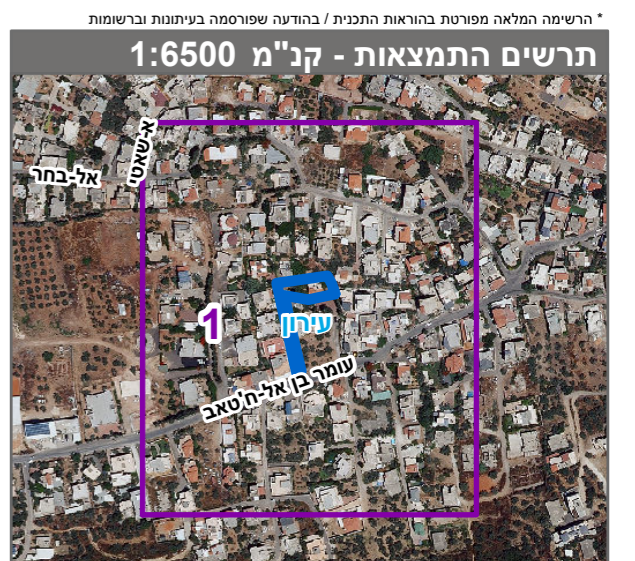 * הרשימה המלאה מפורטת בהוראות התכנית / בהודעה שפורסמה בעיתונות וברשומות
תרשים התמצאות - קנ"מ 1:6500
א-שאטי
אל-בחר
1
עירון
עומר בן אל-ח'טאב